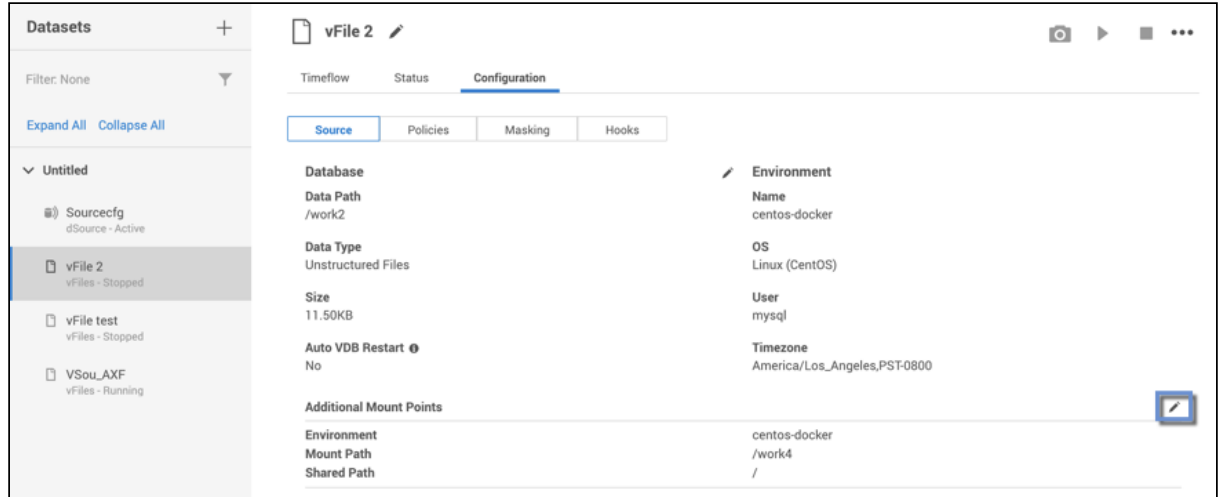 Datasets
Filter: None
Expand All Collapse All
Untitled
Sourcecfg
dSource - Active
vFile 2
vFiles - Stopped
vFile test
vFiles - Stopped
VSou_AXF
vFiles - Running
vFile 2
Timeflow Status Configuration
Source Policies Masking Hooks
Database
Data Path
/work2
Data Type
Unstructured Files
Size
11.50KB
Auto VDB Restart
No
Environment
Name
centos-docker
OS
Linux (CentOS)
User
mysql
Timezone
America/Los_Angeles,PST-0800
Additional Mount Points
Environment centos-docker
Mount Path /work4
Shared Path /